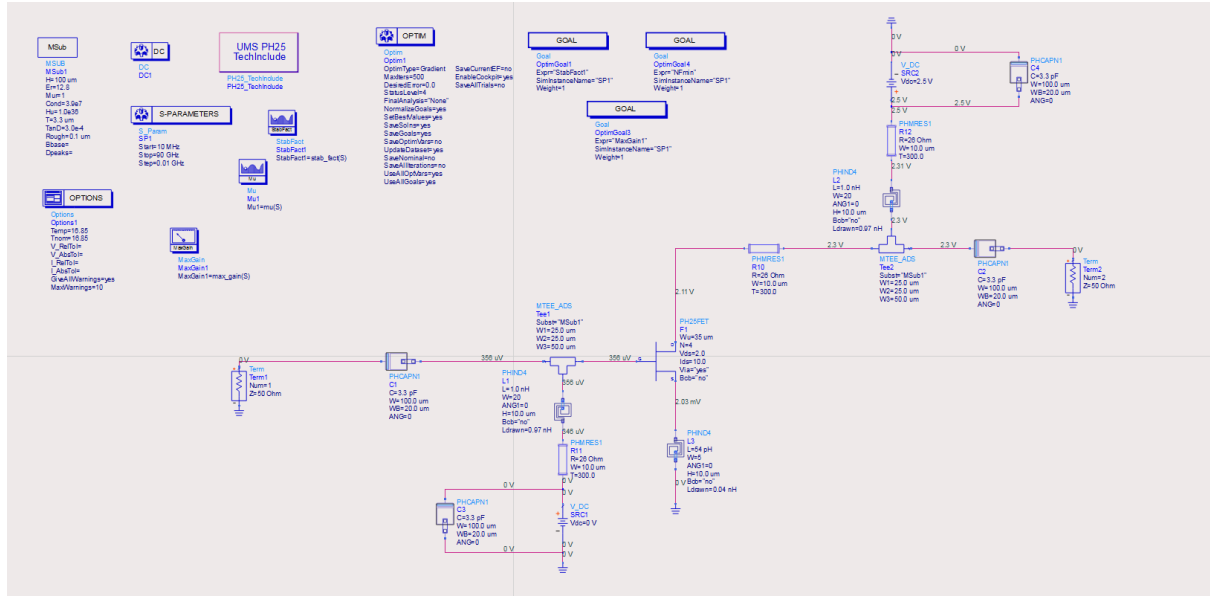 MSub
MSUB
MSub1
H=100 um
Er=12.8
Mur=1
Cond=3.9e7
Hu=1.0e36
T=3.3 um
TanD=3.0e-4
Rough=0.1 um
Bbase=
Dpeaks=
DC
DC
DC1
UMS PH25
TechInclude
PH25_TechInclude
PH25_TechInclude
S-PARAMETERS
S_Param
SP1
Start=10 MHz
Stop=90 GHz
Step=0.01 GHz
StabFact
StabFact
StabFact1
StabFact1=stab_fact(S)
Mu
Mu
Mu1
Mu1=mu(S)
OPTIONS
Options
Options1
Temp=16.85
Tnom=16.85
V_RelTol=
V_AbsTol=
I_RelTol=
I_AbsTol=
GiveAllWarnings=yes
MaxWarnings=10
MaxGain
MaxGain
MaxGain1
MaxGain1=max_gain(S)
OPTIM
Optim
Optim1
OptimType=Gradient
MaxIters=500
DesiredError=0.0
StatusLevel=4
FinalAnalysis="None"
NormalizeGoals=yes
SetBestValues=yes
SaveSolns=yes
SaveGoals=yes
SaveOptimVars=no
UpdateDataset=yes
SaveNominal=no
SaveAllIterations=no
UseAllOptVars=yes
UseAllGoals=yes
SaveCurrentEF=no
EnableCockpit=yes
SaveAllTrials=no
GOAL
Goal
OptimGoal1
Expr="StabFact1"
SimInstanceName="SP1"
Weight=1
GOAL
Goal
OptimGoal4
Expr="NFmin"
SimInstanceName="SP1"
Weight=1
GOAL
Goal
OptimGoal3
Expr="MaxGain1"
SimInstanceName="SP1"
Weight=1
0 V
0 V
V_DC
SRC2
Vdc=2.5 V
PHCAPN1
C4
C=3.3 pF
W=100.0 um
WB=20.0 um
ANG=0
2.5 V
2.5 V
PHMRES1
R12
R=26 Ohm
W=10.0 um
T=300.0
2.31 V
PHIND4
L2
L=1.0 nH
W=20
ANG1=0
H=10.0 um
Bcb="no"
Ldrawn=0.97 nH
2.3 V
2.3 V
2.3 V
MTEE_ADS
Tee2
Subst="MSub1"
W1=25.0 um
W2=25.0 um
W3=50.0 um
PHCAPN1
C2
C=3.3 pF
W=100.0 um
WB=20.0 um
ANG=0
0 V
Term
Term2
Num=2
Z=50 Ohm
PHMRES1
R10
R=26 Ohm
W=10.0 um
T=300.0
2.11 V
PH25FET
F1
Wu=35 um
N=4
Vds=2.0
Ids=10.0
Via="yes"
Bcb="no"
MTEE_ADS
Tee1
Subst="MSub1"
W1=25.0 um
W2=25.0 um
W3=50.0 um
0 V
Term
Term1
Num=1
Z=50 Ohm
PHCAPN1
C1
C=3.3 pF
W=100.0 um
WB=20.0 um
ANG=0
356 uV
356 uV
356 uV
PHIND4
L1
L=1.0 nH
W=20
ANG1=0
H=10.0 um
Bcb="no"
Ldrawn=0.97 nH
346 uV
PHMRES1
R11
R=26 Ohm
W=10.0 um
T=300.0
2.03 mV
PHIND4
L3
L=54 pH
W=5
ANG1=0
H=10.0 um
Bcb="no"
Ldrawn=0.04 nH
0 V
0 V
0 V
0 V
PHCAPN1
C3
C=3.3 pF
W=100.0 um
WB=20.0 um
ANG=0
V_DC
SRC1
Vdc=0 V
0 V
0 V
0 V